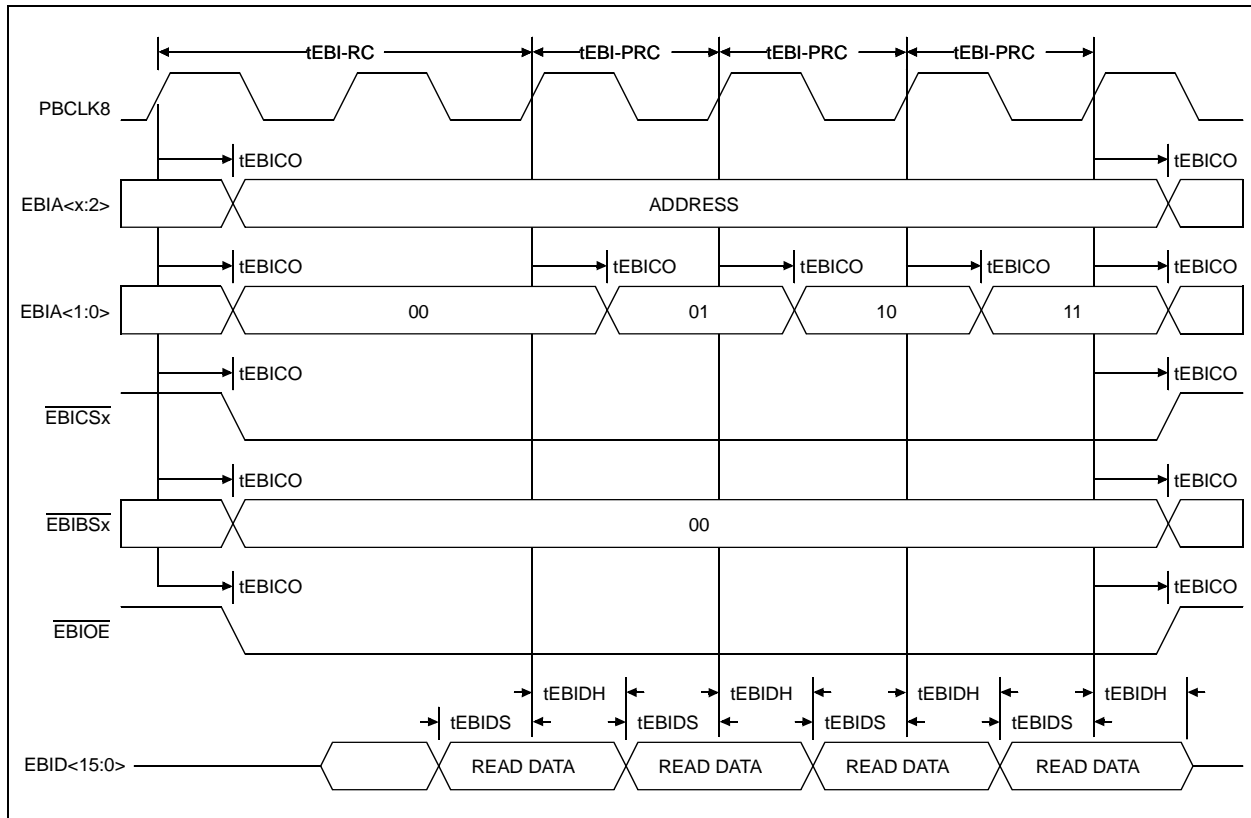 tEBI-RC tEBI-PRC tEBI-PRC tEBI-PRC
PBCLK8
tEBICO tEBICO
EBIA<x:2> ADDRESS
tEBICO tEBICO tEBICO tEBICO tEBICO
EBIA<1:0> 00 01 10 11
tEBICO tEBICO
EBICSx
tEBICO tEBICO
EBIBSx 00
tEBICO tEBICO
EBIOE
tEBIDH tEBIDH tEBIDH tEBIDH
tEBIDS tEBIDS tEBIDS tEBIDS
EBID<15:0> READ DATA READ DATA READ DATA READ DATA